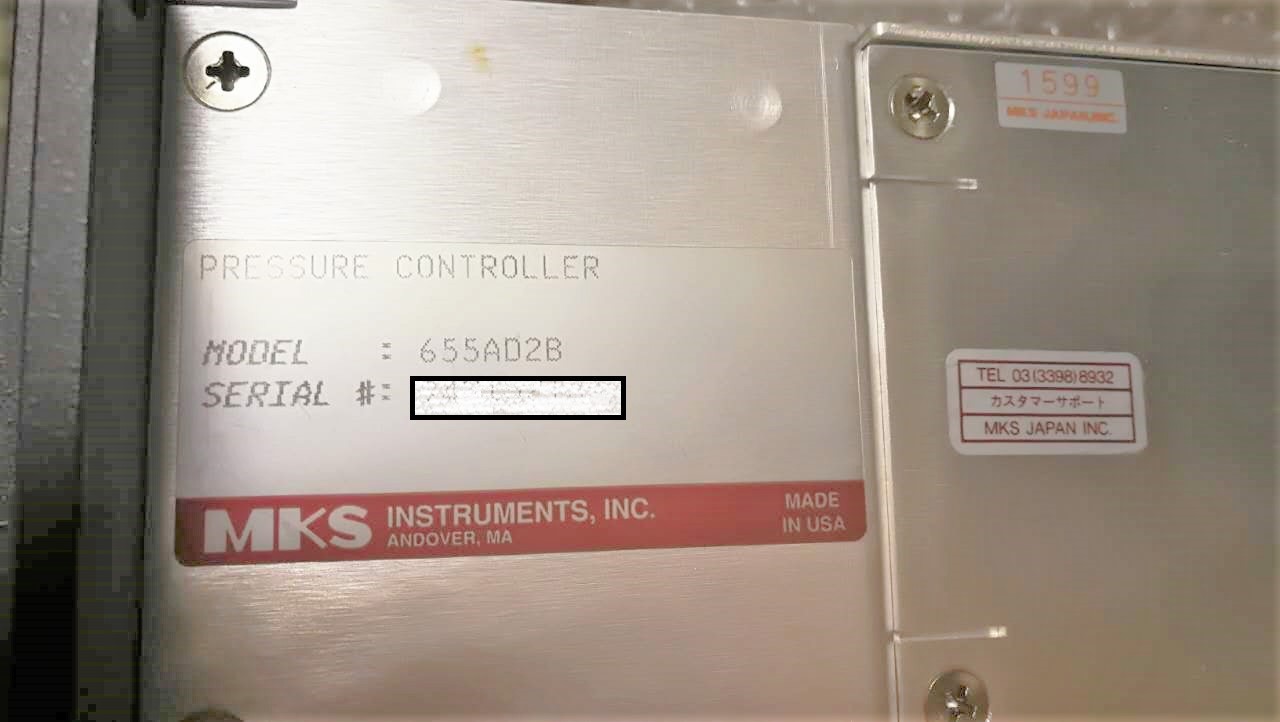 PRESSURE CONTROLLER
MODEL : 655AD2B
SERIAL #:
MKS INSTRUMENTS, INC.
ANDOVER, MA
MADE
IN USA
1599
MKS JAPAN,INC.
TEL 03(3398)8932
カスタマーサポート
MKS JAPAN INC.